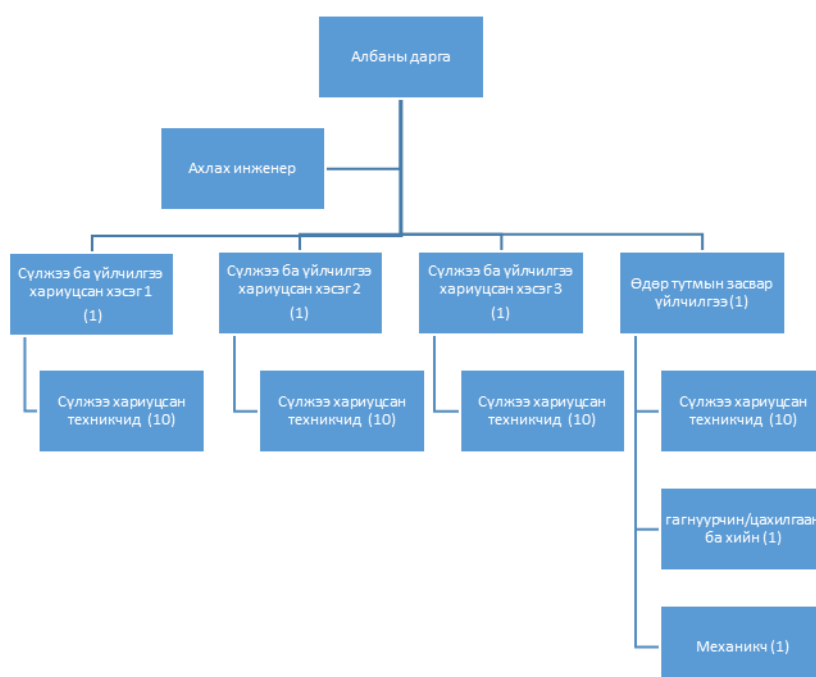 Албаны дарга
Ахлах инженер
Сүлжээ ба үйлчилгээ
хариуцсан хэсэг 1
(1)
Сүлжээ ба үйлчилгээ
хариуцсан хэсэг 2
(1)
Сүлжээ ба үйлчилгээ
хариуцсан хэсэг 3
(1)
Өдөр тутмын засвар
үйлчилгээ (1)
Сүлжээ хариуцсан
техникчид (10)
Сүлжээ хариуцсан
техникчид (10)
Сүлжээ хариуцсан
техникчид (10)
Сүлжээ хариуцсан
техникчид (10)
гагнуурчин/цахилгаан
ба хийн (1)
Механикч (1)